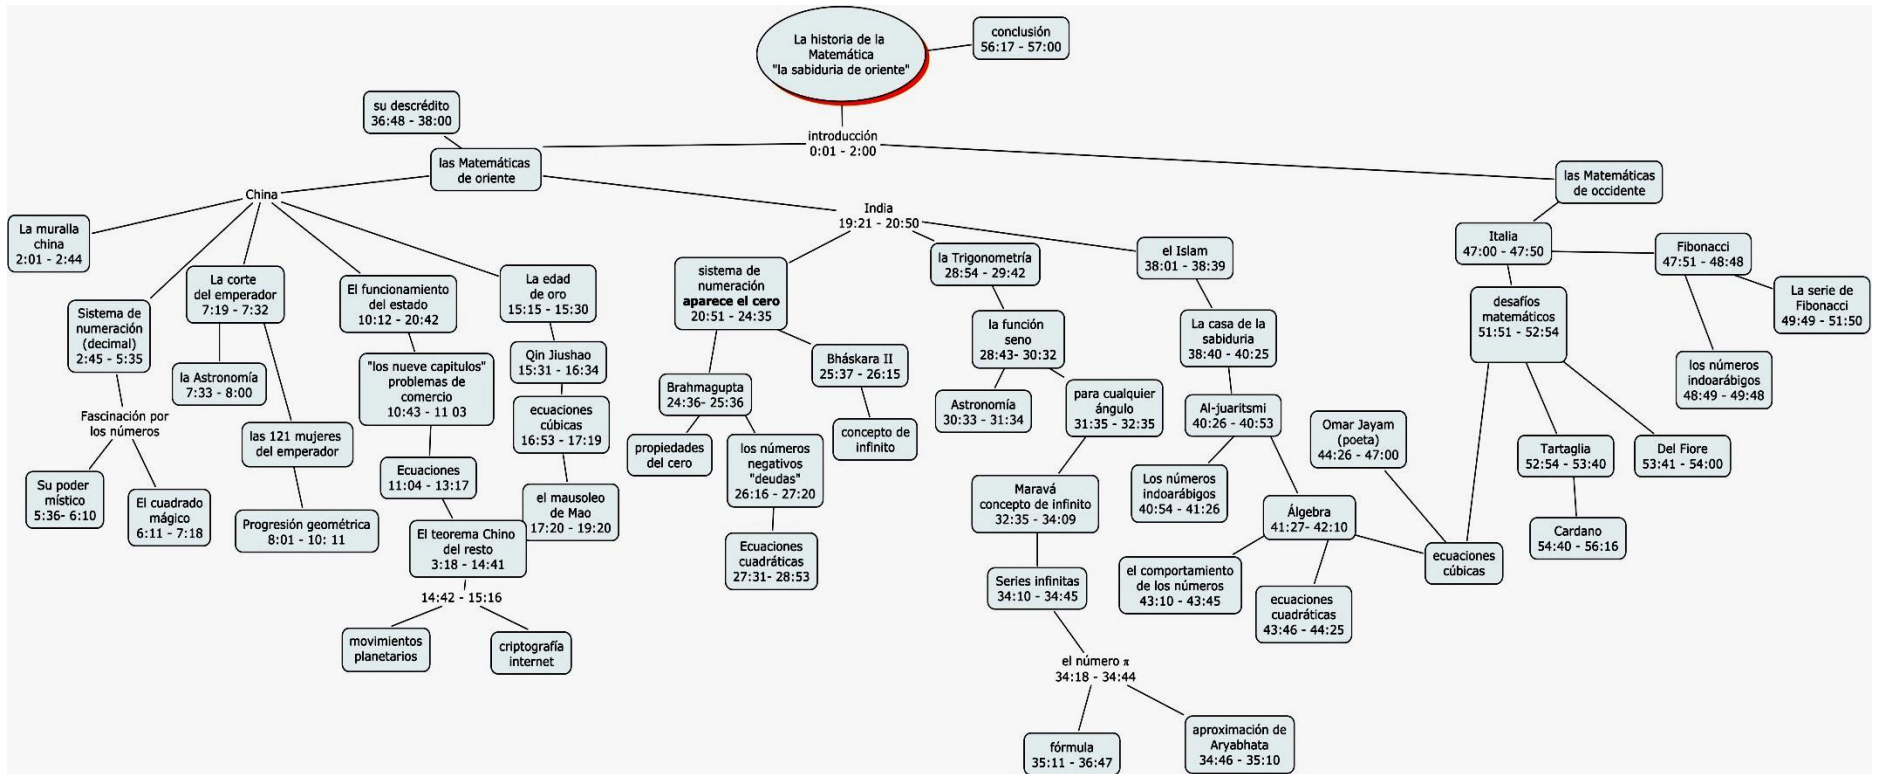 La historia de la
Matemática
"la sabiduria de oriente"
conclusión
56:17 - 57:00
introducción
0:01 - 2:00
su descrédito
36:48 - 38:00
las Matemáticas
de oriente
las Matemáticas
de occidente
China
La muralla
china
2:01 - 2:44
Sistema de
numeración
(decimal)
2:45 - 5:35
Fascinación por
los números
Su poder
místico
5:36- 6:10
El cuadrado
mágico
6:11 - 7:18
La corte
del emperador
7:19 - 7:32
la Astronomía
7:33 - 8:00
las 121 mujeres
del emperador
Progresión geométrica
8:01 - 10: 11
El funcionamiento
del estado
10:12 - 20:42
"los nueve capitulos"
problemas de
comercio
10:43 - 11 03
Ecuaciones
11:04 - 13:17
El teorema Chino
del resto
3:18 - 14:41
14:42 - 15:16
movimientos
planetarios
criptografía
internet
La edad
de oro
15:15 - 15:30
Qin Jiushao
15:31 - 16:34
ecuaciones
cúbicas
16:53 - 17:19
el mausoleo
de Mao
17:20 - 19:20
India
19:21 - 20:50
sistema de
numeración
aparece el cero
20:51 - 24:35
Brahmagupta
24:36- 25:36
propiedades
del cero
los números
negativos
"deudas"
26:16 - 27:20
Ecuaciones
cuadráticas
27:31- 28:53
Bháskara II
25:37 - 26:15
concepto de
infinito
la Trigonometría
28:54 - 29:42
la función
seno
28:43- 30:32
Astronomía
30:33 - 31:34
para cualquier
ángulo
31:35 - 32:35
Maravá
concepto de infinito
32:35 - 34:09
Series infinitas
34:10 - 34:45
el número π
34:18 - 34:44
fórmula
35:11 - 36:47
aproximación de
Aryabhata
34:46 - 35:10
el Islam
38:01 - 38:39
La casa de la
sabiduria
38:40 - 40:25
Al-juaritsmi
40:26 - 40:53
Los números
indoarábigos
40:54 - 41:26
Álgebra
41:27- 42:10
el comportamiento
de los números
43:10 - 43:45
ecuaciones
cuadráticas
43:46 - 44:25
Omar Jayam
(poeta)
44:26 - 47:00
ecuaciones
cúbicas
Italia
47:00 - 47:50
desafíos
matemáticos
51:51 - 52:54
Tartaglia
52:54 - 53:40
Cardano
54:40 - 56:16
Del Fiore
53:41 - 54:00
Fibonacci
47:51 - 48:48
los números
indoarábigos
48:49 - 49:48
La serie de
Fibonacci
49:49 - 51:50